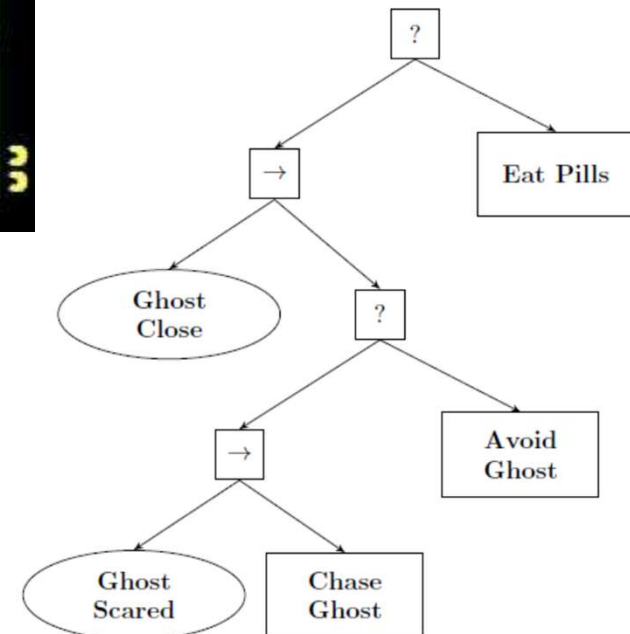 ?
→
Eat Pills
Ghost
Close
?
→
Avoid
Ghost
Ghost
Scared
Chase
Ghost